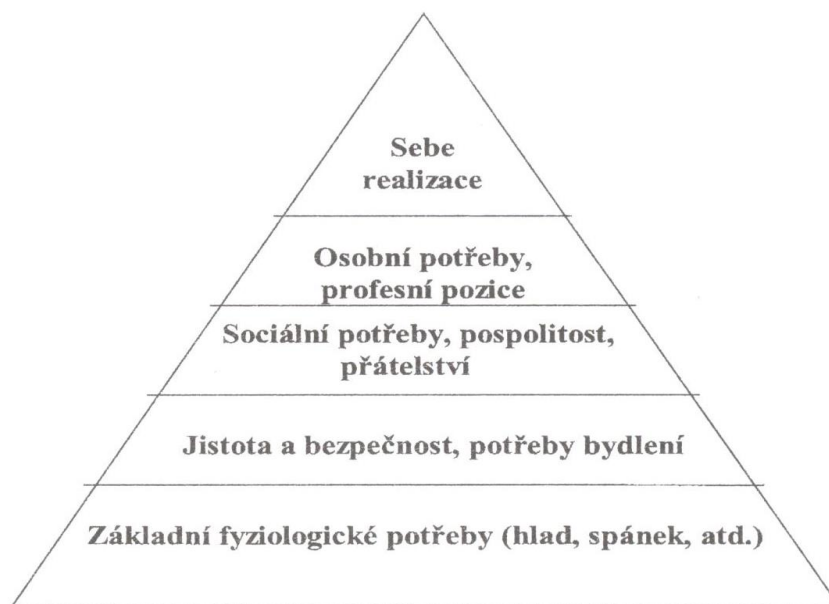 Sebe
realizace
Osobní potřeby,
profesní pozice
Sociální potřeby, pospolitost,
přátelství
Jistota a bezpečnost, potřeby bydlení
Základní fyziologické potřeby (hlad, spánek, atd.)